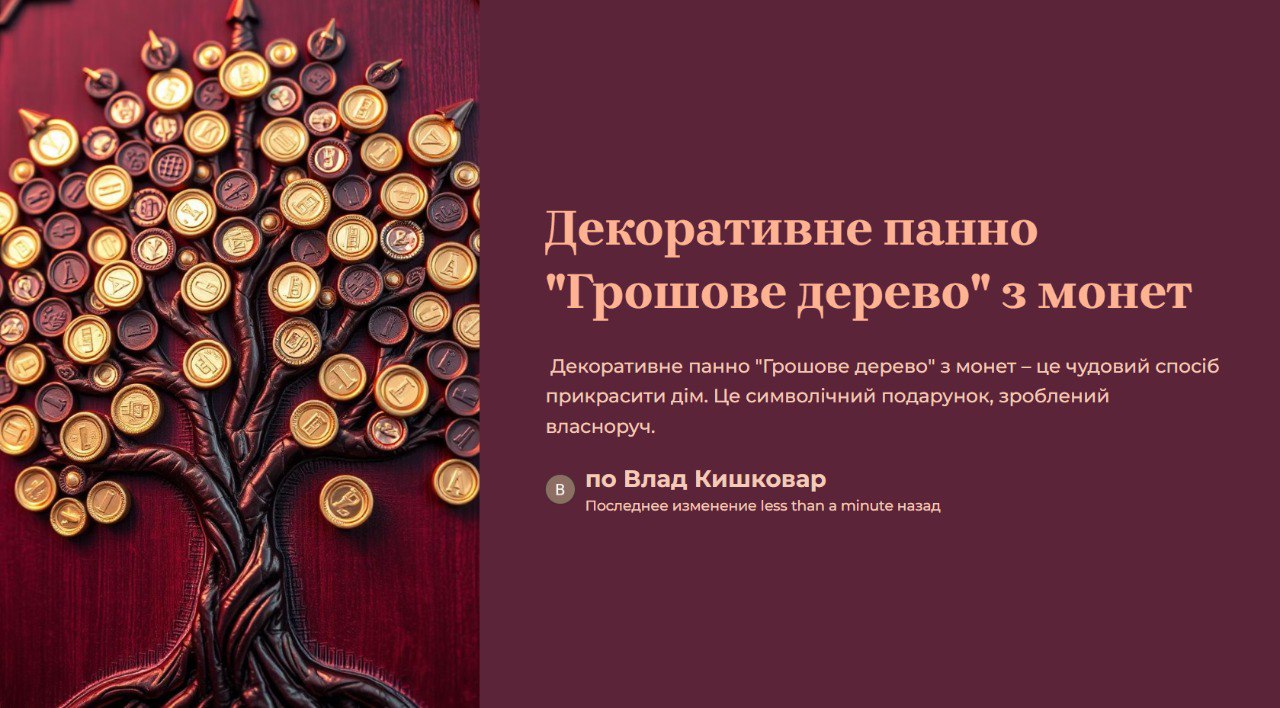 Декоративне панно
"Грошове дерево" з монет
Декоративне панно "Грошове дерево" з монет – це чудовий спосіб
прикрасити дім. Це символічний подарунок, зроблений
власноруч.
В
по Влад Кишковар
Последнее изменение less than a minute назад